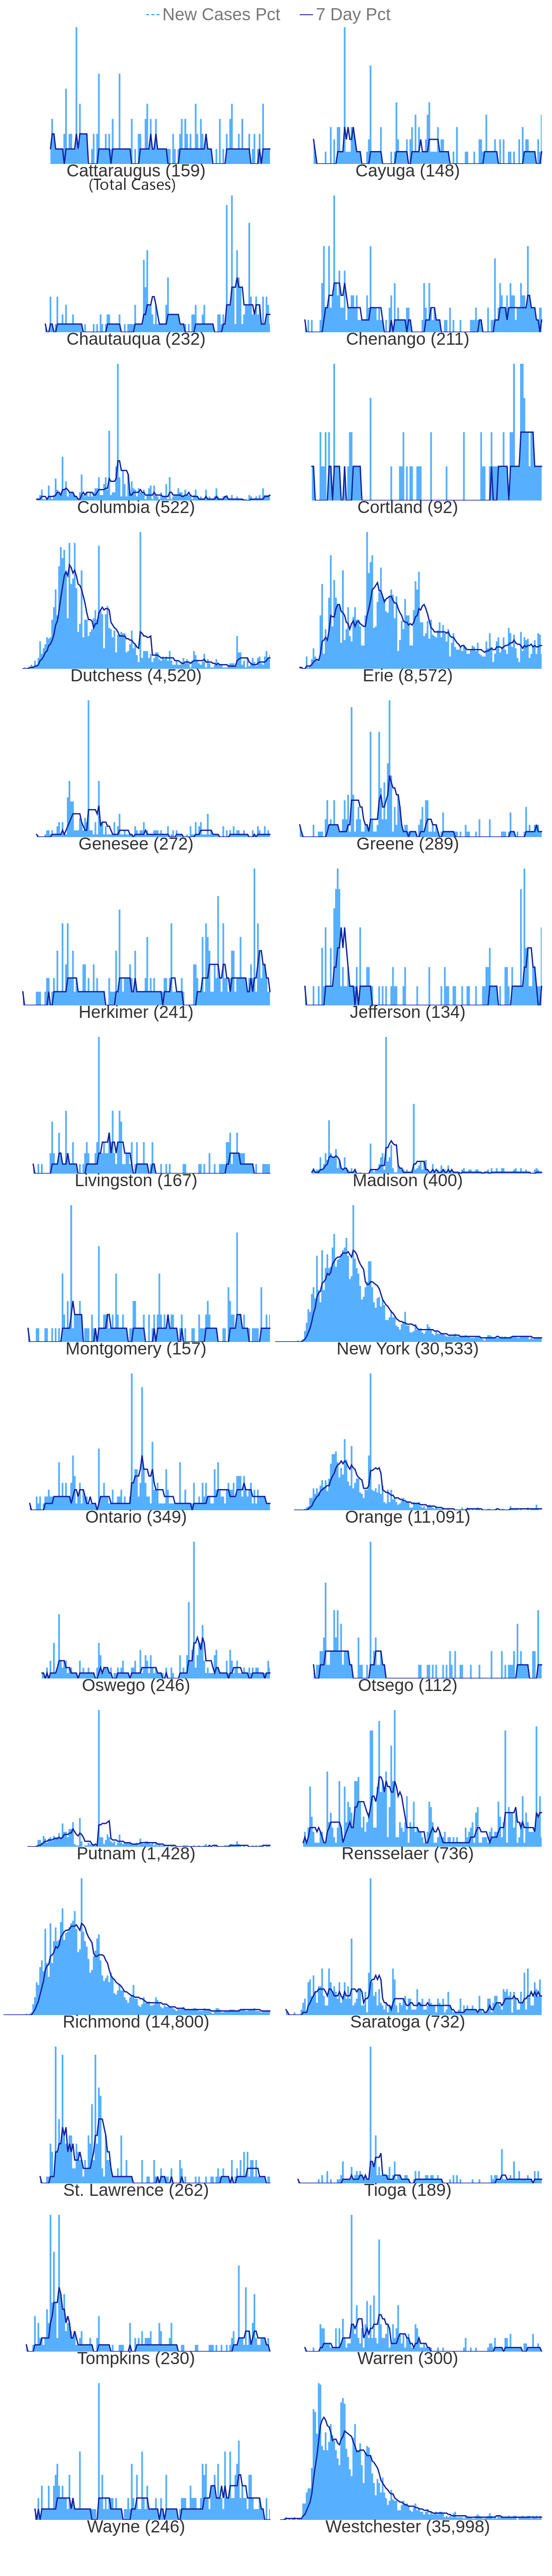 New Cases Pct 7 Day Pct
Cattaraugus (159) Cayuga (148)
(Total Cases)
Chautauqua (232) Chenango (211)
Columbia (522) Cortland (92)
Dutchess (4,520) Erie (8,572)
Genesee (272) Greene (289)
Herkimer (241) Jefferson (134)
Livingston (167) Madison (400)
Montgomery (157) New York (30,533)
Ontario (349) Orange (11,091)
Oswego (246) Otsego (112)
Putnam (1,428) Rensselaer (736)
Richmond (14,800) Saratoga (732)
St. Lawrence (262) Tioga (189)
Tompkins (230) Warren (300)
Wayne (246) Westchester (35,998)